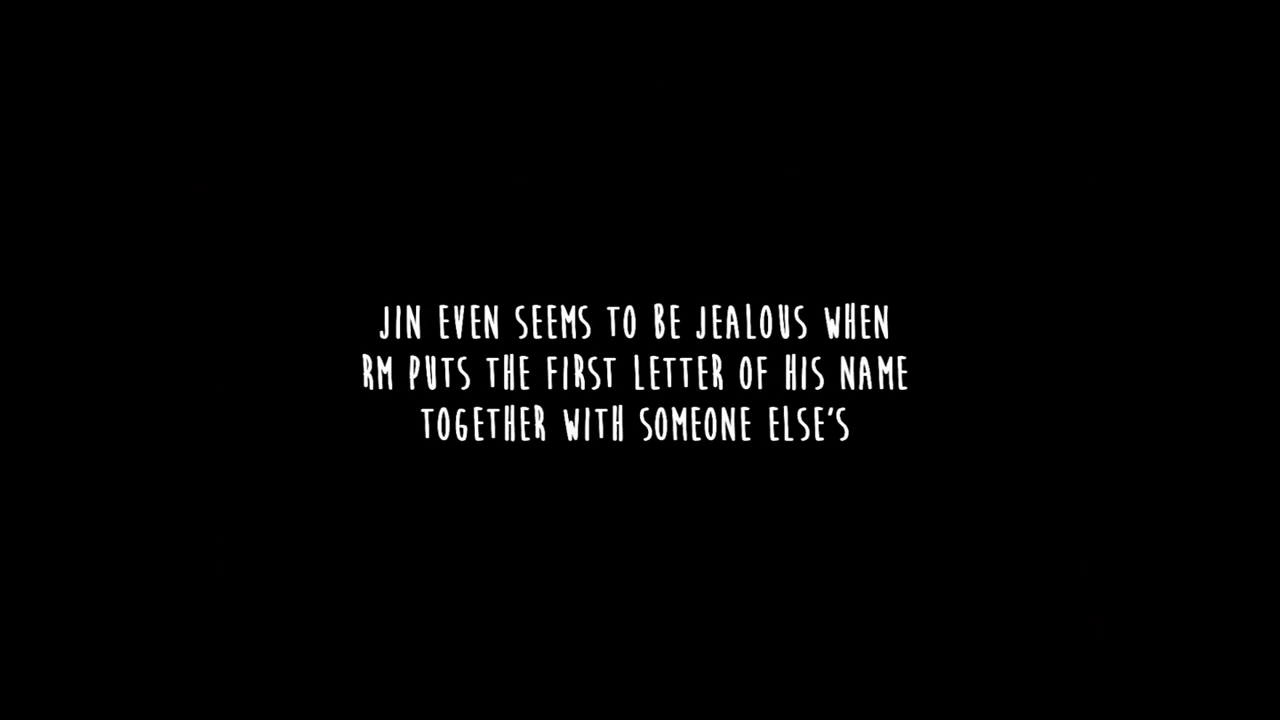 JIN EVEN SEEMS TO BE JEALOUS WHEN
RM PUTS THE FIRST LETTER OF HIS NAME
TOGETHER WITH SOMEONE ELSE'S